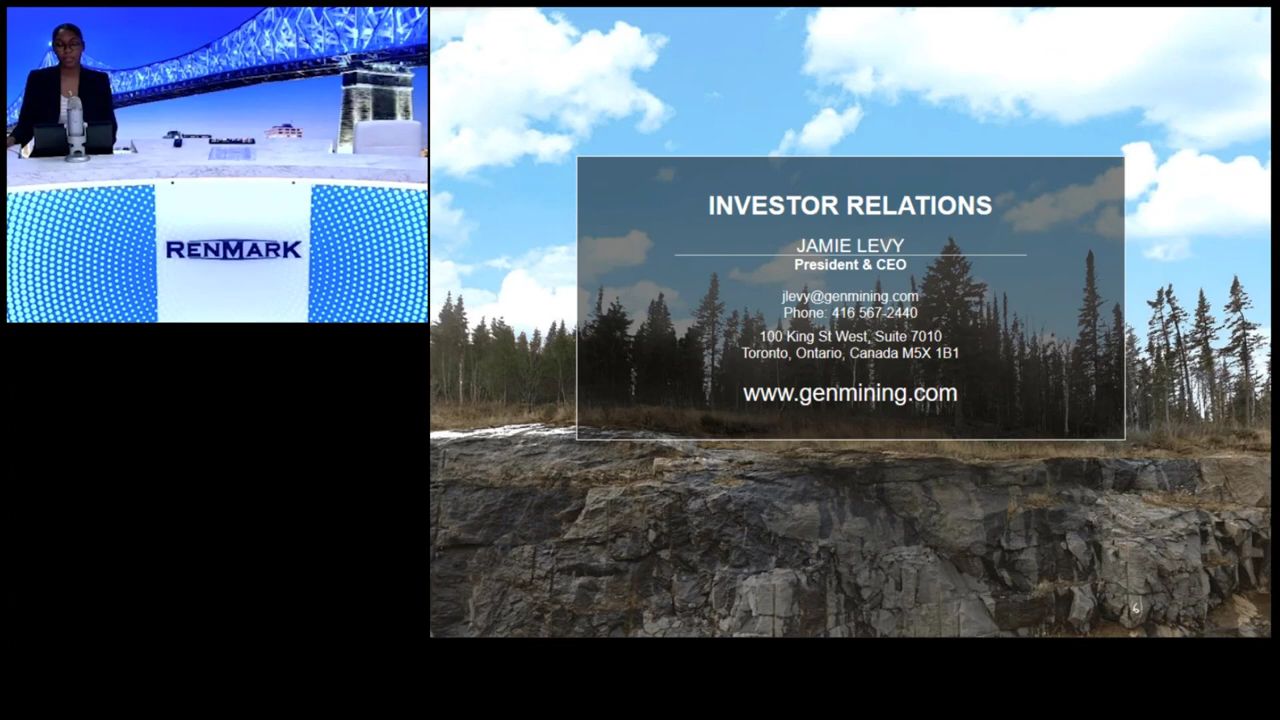 RENMARK
INVESTOR RELATIONS
JAMIE LEVY
President & CEO
jlevy@genmining.com
Phone: 416 567-2440
100 King St West, Suite 7010
Toronto, Ontario, Canada M5X 1B1
www.genmining.com
6